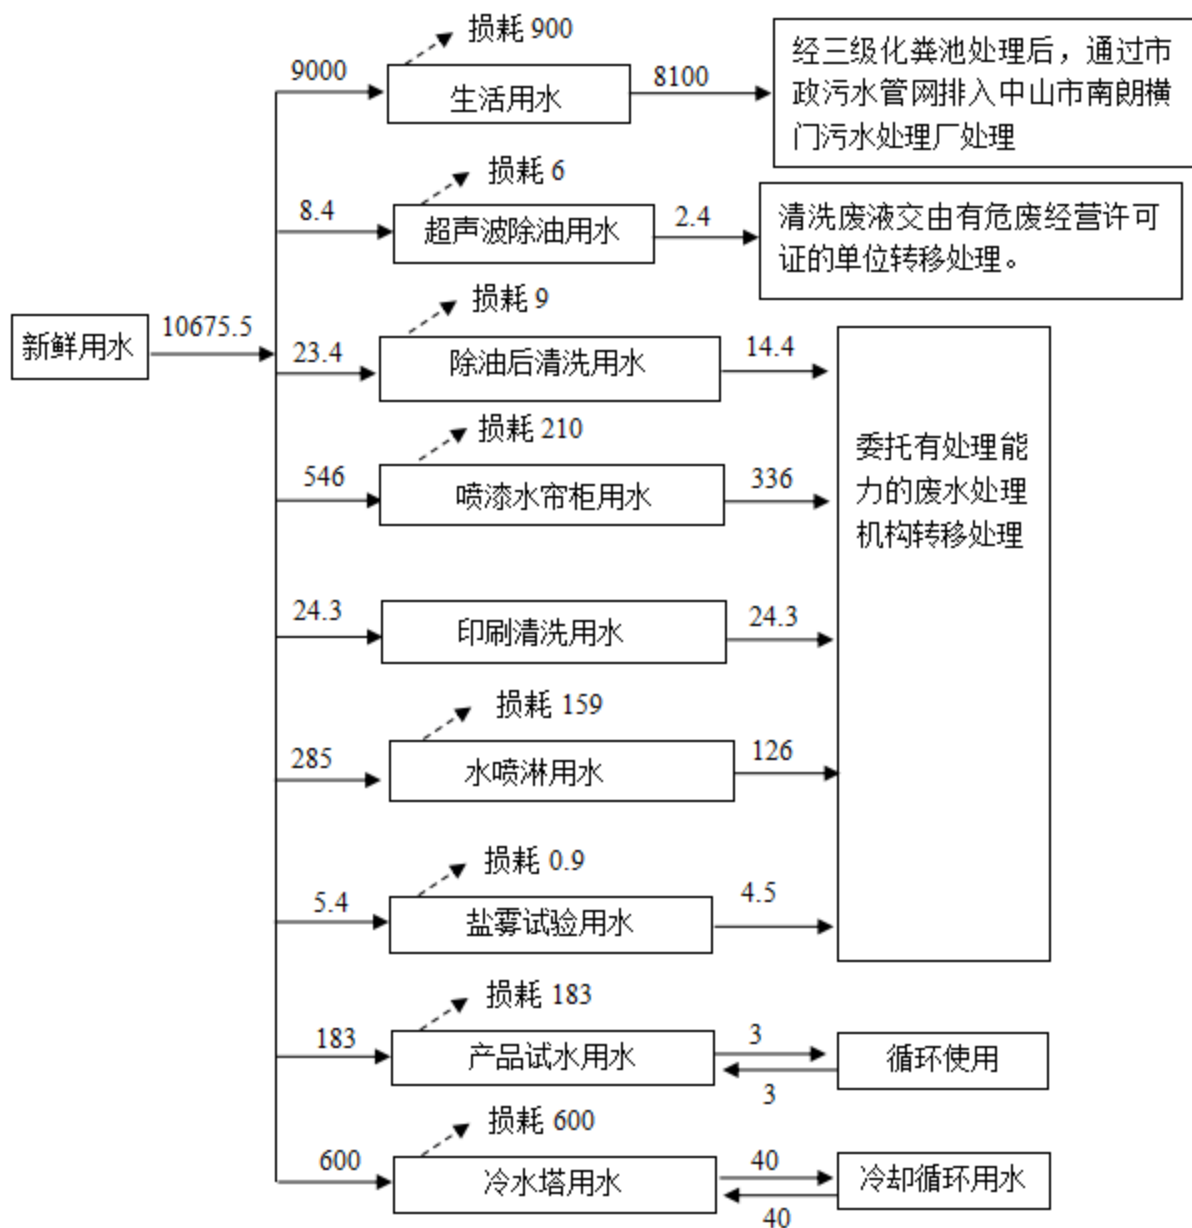 损耗 900
9000
生活用水
8100
经三级化粪池处理后，通过市
政污水管网排入中山市南朗横
门污水处理厂处理
损耗 6
8.4
超声波除油用水
2.4
清洗废液交由有危废经营许可
证的单位转移处理。
新鲜用水
10675.5
损耗 9
23.4
除油后清洗用水
14.4
损耗 210
546
喷漆水帘柜用水
336
委托有处理能
力的废水处理
机构转移处理
24.3
印刷清洗用水
24.3
损耗 159
285
水喷淋用水
126
损耗 0.9
5.4
盐雾试验用水
4.5
损耗 183
183
产品试水用水
3
3
循环使用
损耗 600
600
冷水塔用水
40
40
冷却循环用水